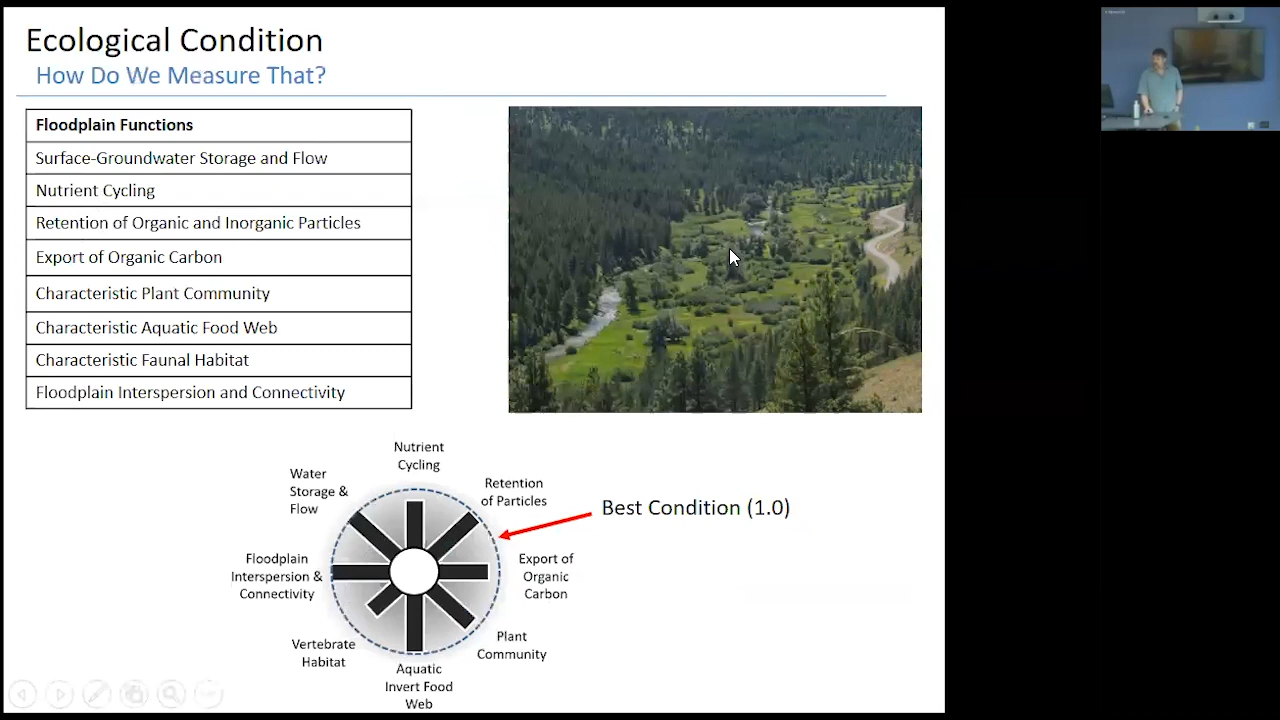 Ecological Condition
How Do We Measure That?
Floodplain Functions
Surface-Groundwater Storage and Flow
Nutrient Cycling
Retention of Organic and Inorganic Particles
Export of Organic Carbon
Characteristic Plant Community
Characteristic Aquatic Food Web
Characteristic Faunal Habitat
Floodplain Interspersion and Connectivity
Nutrient
Cycling
Water
Storage &
Flow
Retention
of Particles
Best Condition (1.0)
Floodplain
Interspersion &
Connectivity
Export of
Organic
Carbon
Vertebrate
Habitat
Plant
Community
Aquatic
Invert Food
Web